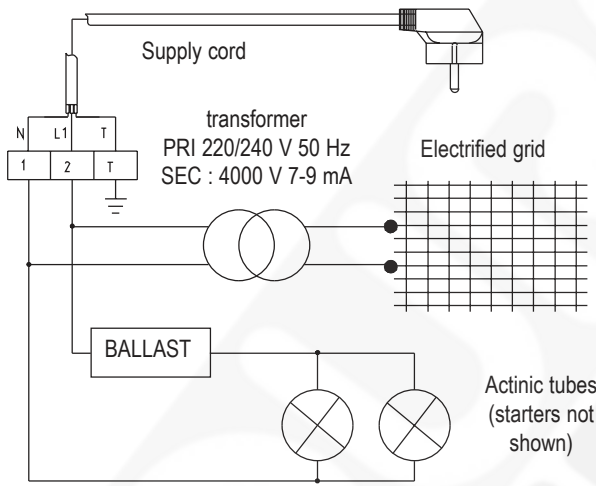 Supply cord
N L1 T
1 2 T
transformer
PRI 220/240 V 50 Hz
SEC : 4000 V 7-9 mA
Electrified grid
BALLAST
Actinic tubes
(starters not
shown)